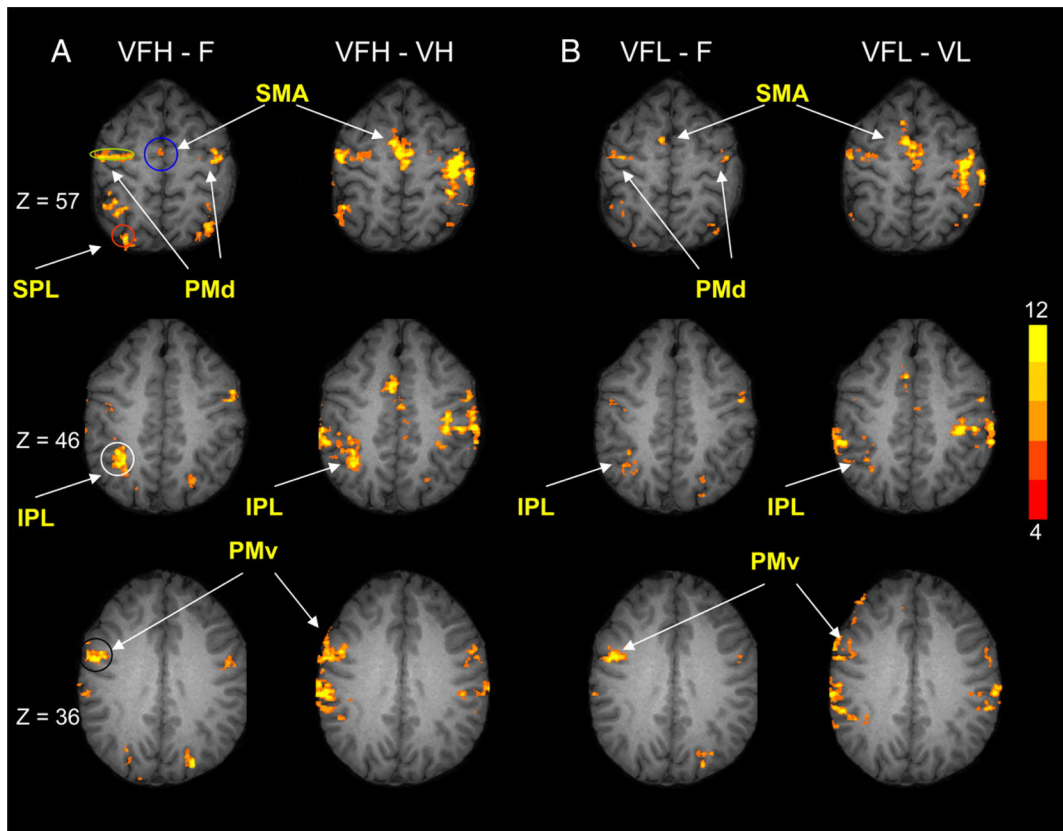 A VFH - F VFH - VH B VFL - F VFL - VL
SMA SMA
Z = 57
SPL PMd PMd
12
Z = 46
IPL IPL IPL IPL
4
PMv PMv
Z = 36